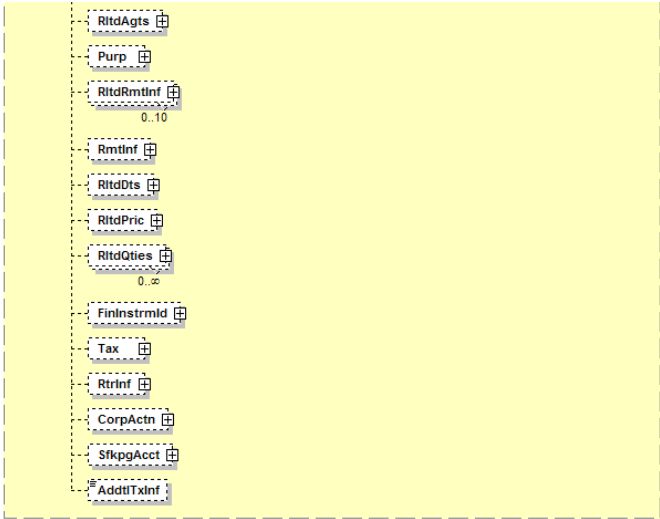 RltdAgts
Purp
RltdRmtInf
0..10
RmtInf
RltdDts
RltdPric
RltdQties
0..∞
FinInstrmId
Tax
RtrInf
CorpActn
SfkpgAcct
AddtlTxInf